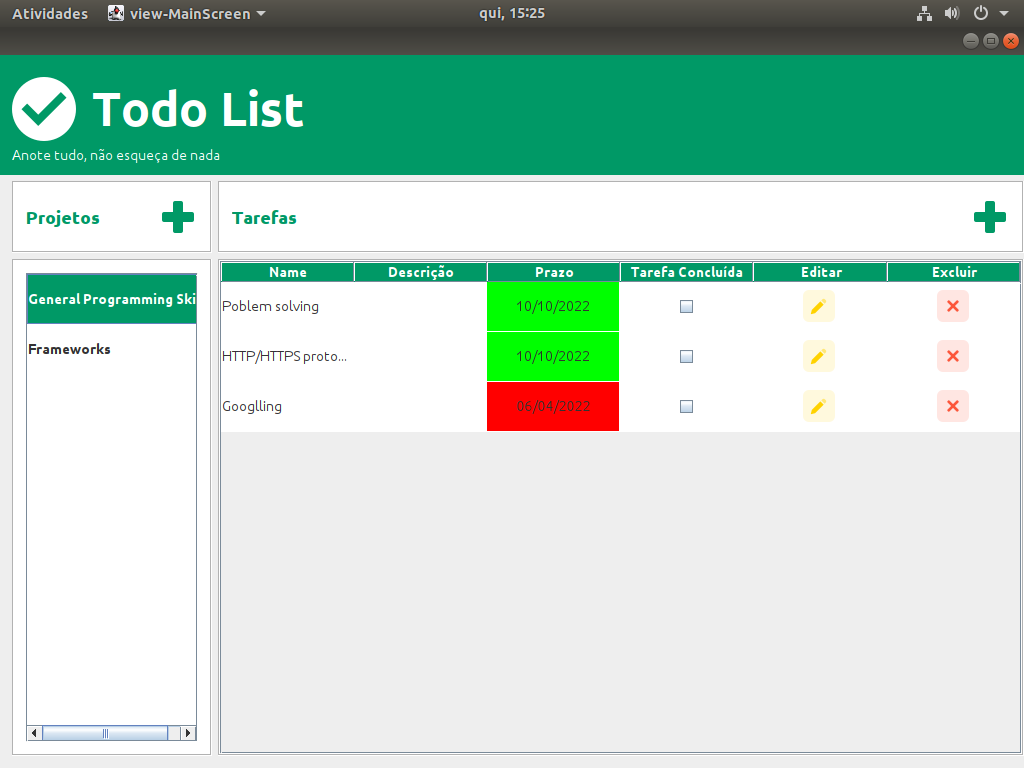 Atividades view-MainScreen qui, 15:25
Todo List
Anote tudo, não esqueça de nada
Projetos
Tarefas
General Programming Ski
Frameworks
Name Descrição Prazo Tarefa Concluída Editar Excluir
Poblem solving 10/10/2022
HTTP/HTTPS proto... 10/10/2022
Googlling 06/04/2022